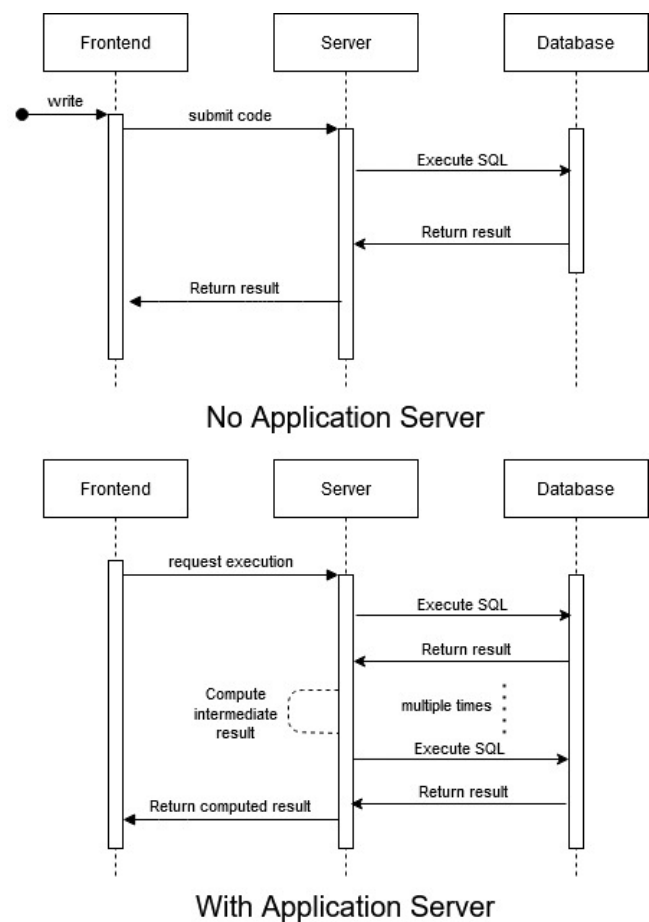 Frontend
Server
Database
write
submit code
Execute SQL
Return result
Return result
No Application Server
Frontend
Server
Database
request execution
Execute SQL
Return result
Compute
intermediate
result
multiple times
Execute SQL
Return result
Return computed result
With Application Server